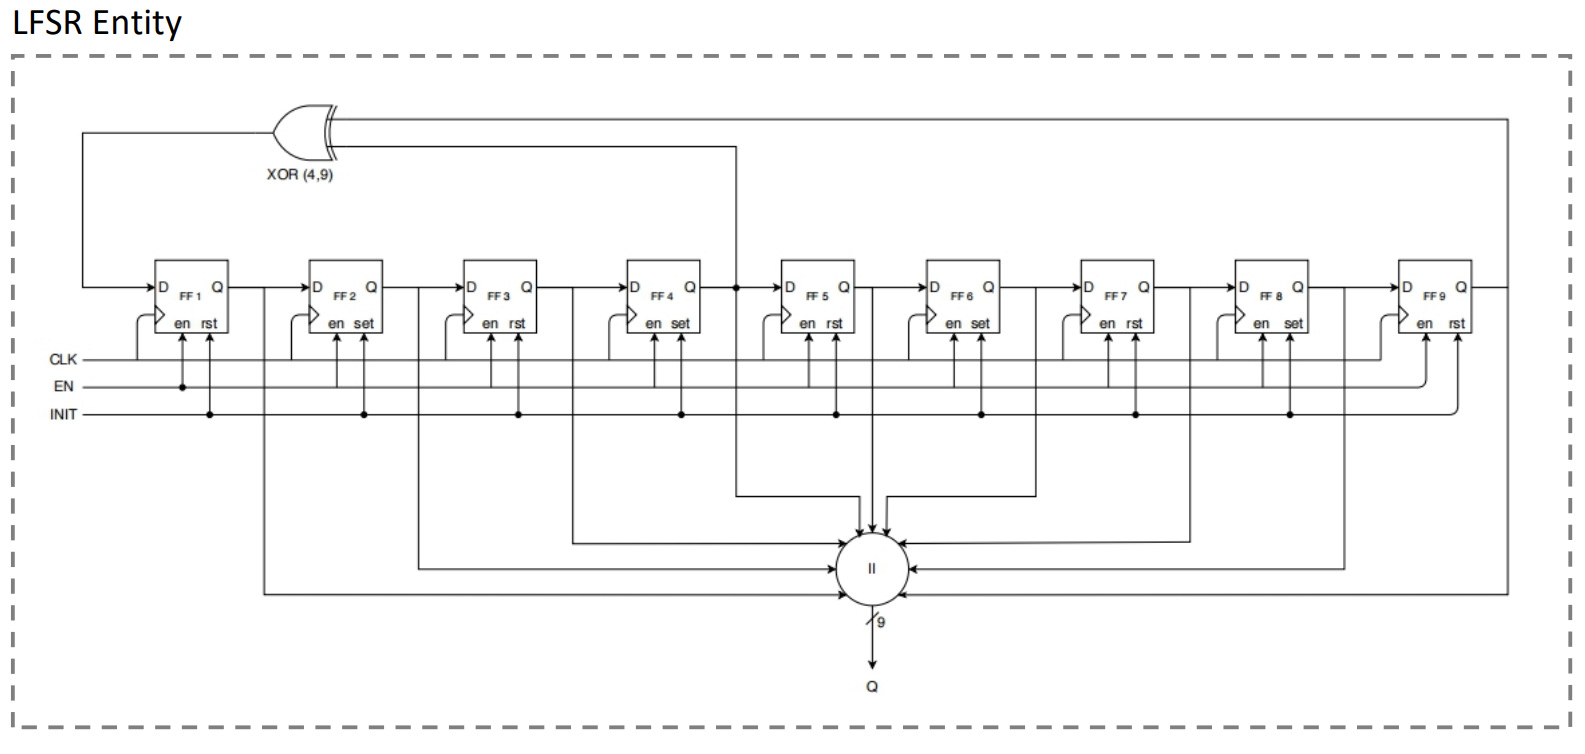 LFSR Entity
XOR (4,9)
D Q D Q D Q D Q D Q D Q D Q D Q D Q
FF 1 FF 2 FF 3 FF 4 FF 5 FF 6 FF 7 FF 8 FF 9
en rst en set en rst en set en rst en set en rst en set en rst
CLK
EN
INIT
II
9
Q